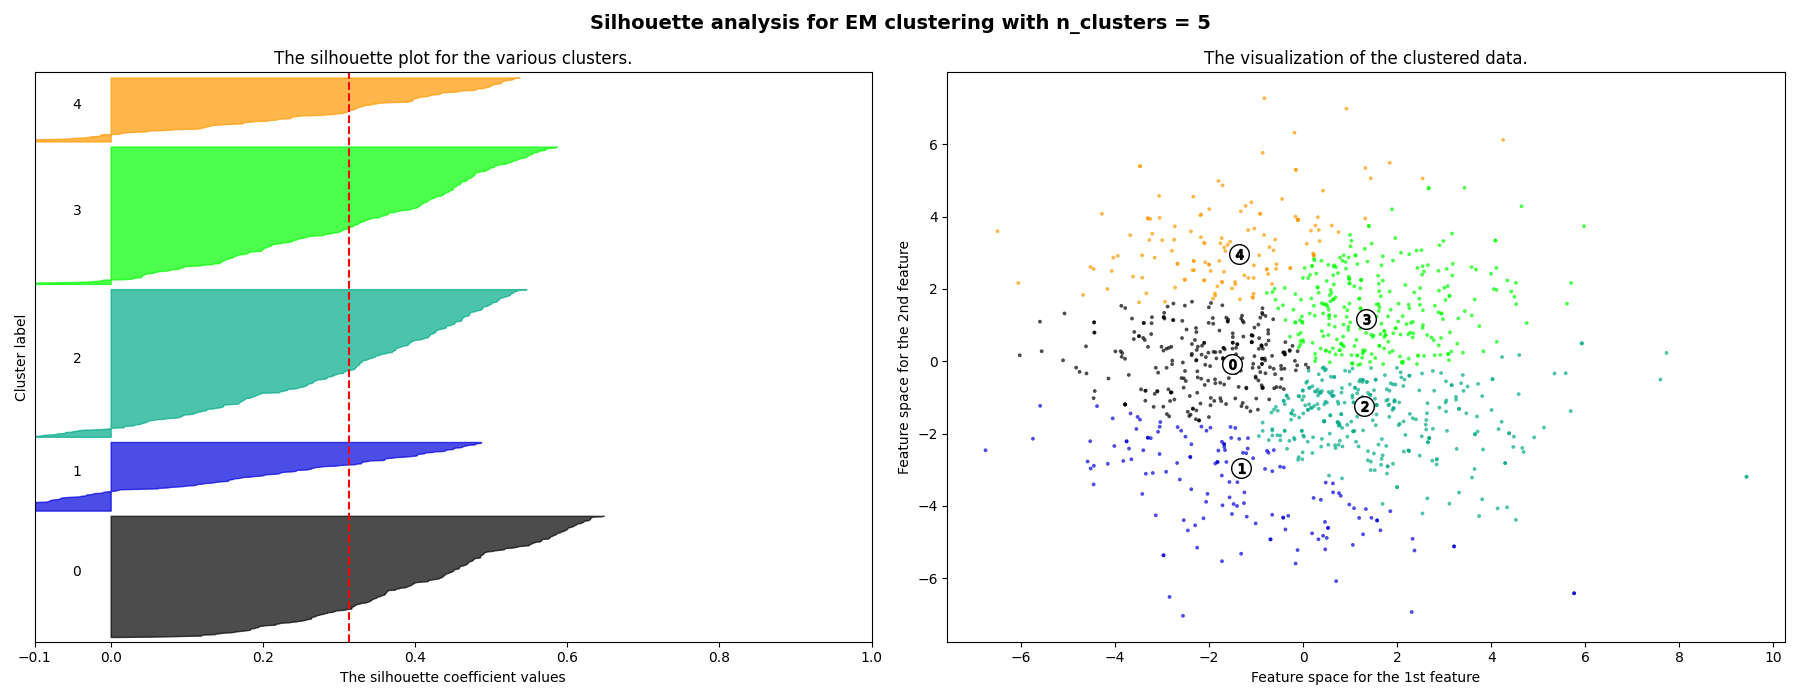 Silhouette analysis for EM clustering with n_clusters = 5
The silhouette plot for the various clusters.
4
3
2
1
0
Cluster label
−0.1 0.0 0.2 0.4 0.6 0.8 1.0
The silhouette coefficient values
The visualization of the clustered data.
Feature space for the 2nd feature
6
4
2
0
−2
−4
−6
4
3
0
2
1
−6 −4 −2 0 2 4 6 8 10
Feature space for the 1st feature